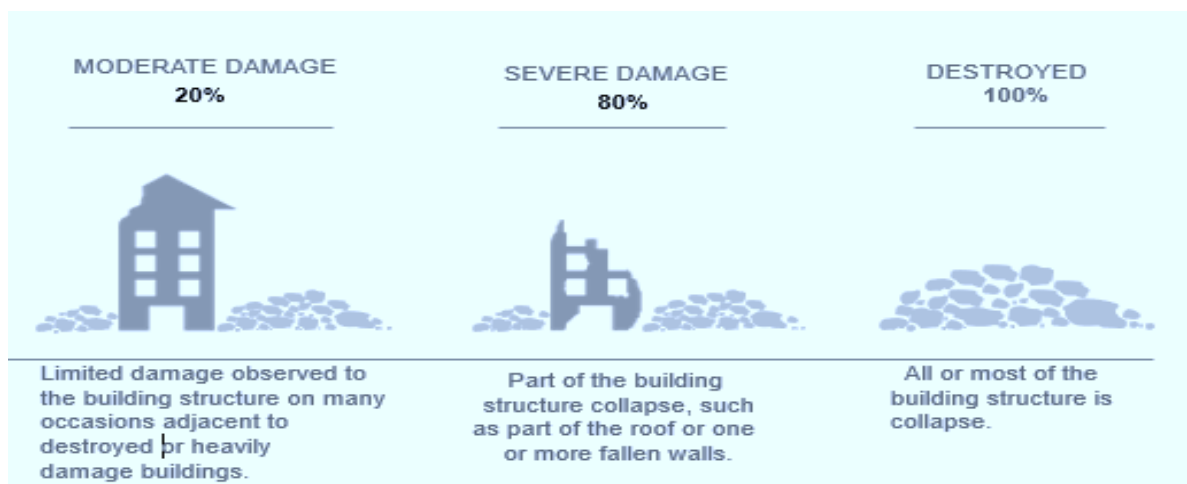 MODERATE DAMAGE
20%
SEVERE DAMAGE
80%
DESTROYED
100%
Limited damage observed to
the building structure on many
occasions adjacent to
destroyed or heavily
damage buildings.
Part of the building
structure collapse, such
as part of the roof or one
or more fallen walls.
All or most of the
building structure is
collapse.